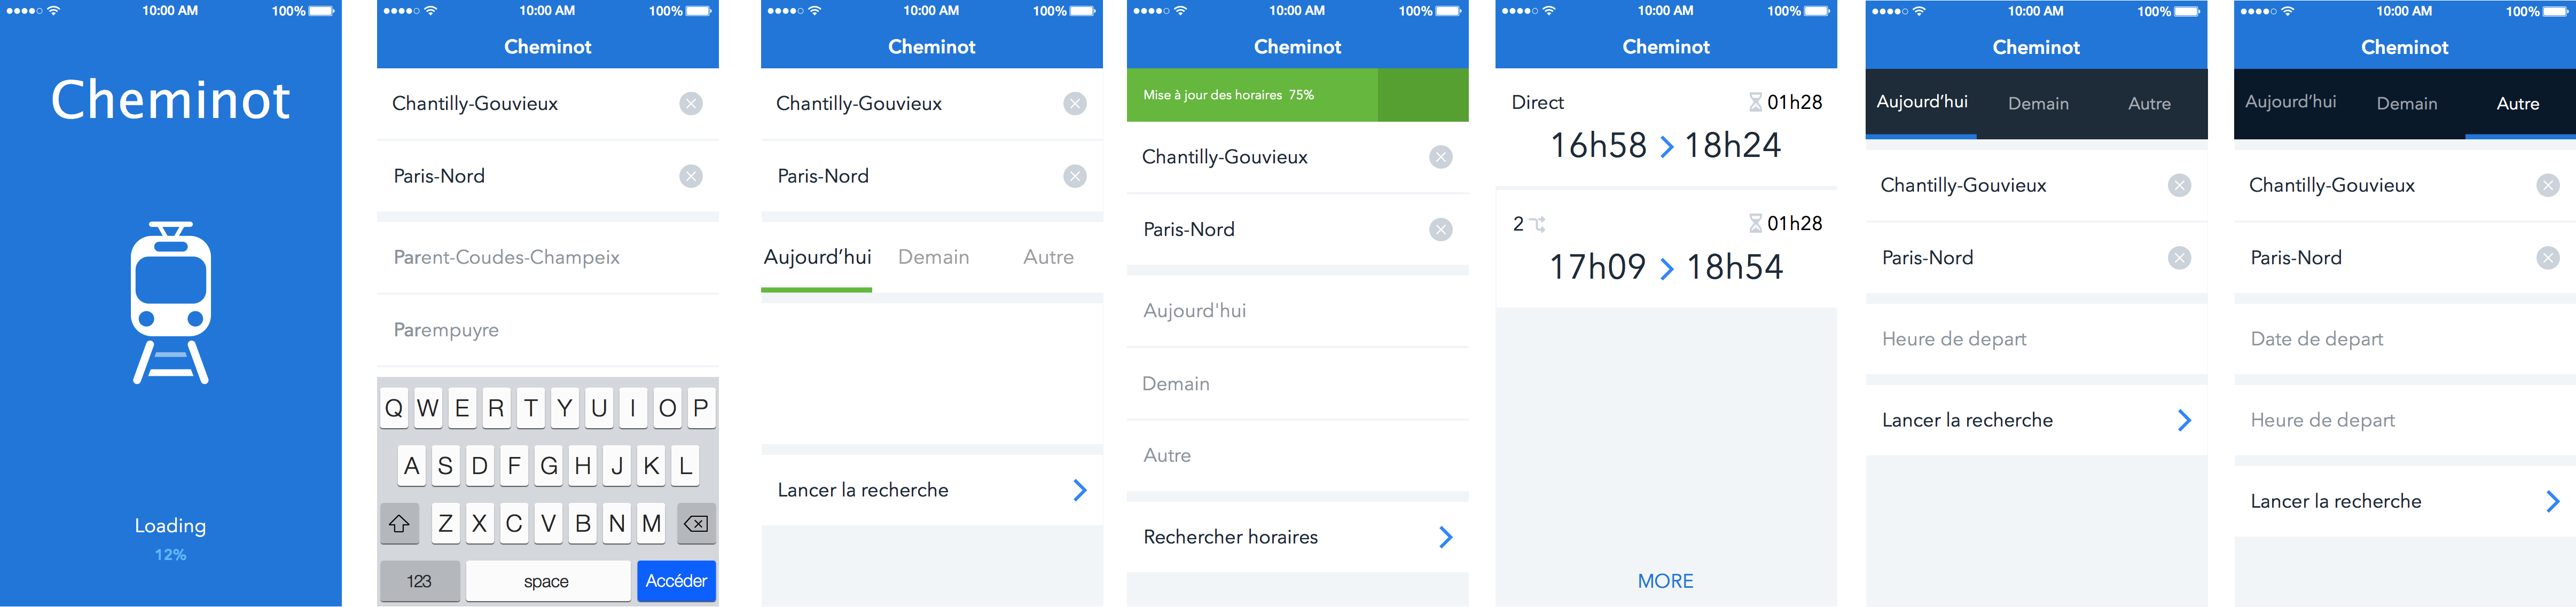 10:00 AM 100%
Cheminot
Loading
12%
10:00 AM 100%
Cheminot
Chantilly-Gouvieux
Paris-Nord
Parent-Coudes-Champeix
Parempuyre
Q W E R T Y U I O P
A S D F G H J K L
Z X C V B N M
123 space Accéder
10:00 AM 100%
Cheminot
Chantilly-Gouvieux
Paris-Nord
Aujourd’hui Demain Autre
Lancer la recherche
10:00 AM 100%
Cheminot
Mise à jour des horaires 75%
Chantilly-Gouvieux
Paris-Nord
Aujourd'hui
Demain
Autre
Rechercher horaires
10:00 AM 100%
Cheminot
Direct 01h28
16h58 > 18h24
2 01h28
17h09 > 18h54
MORE
10:00 AM 100%
Cheminot
Aujourd’hui Demain Autre
Chantilly-Gouvieux
Paris-Nord
Heure de depart
Lancer la recherche
10:00 AM 100%
Cheminot
Aujourd’hui Demain Autre
Chantilly-Gouvieux
Paris-Nord
Date de depart
Heure de depart
Lancer la recherche